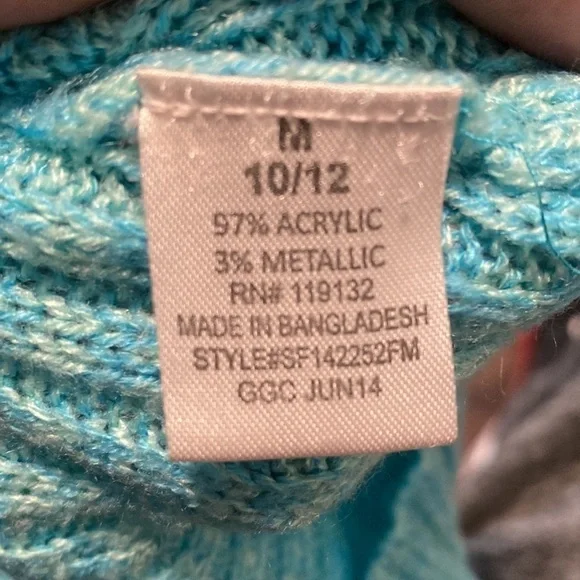 M
10/12
97% ACRYLIC
3% METALLIC
RN# 119132
MADE IN BANGLADESH
STYLE#SF142252FM
GGC JUN14